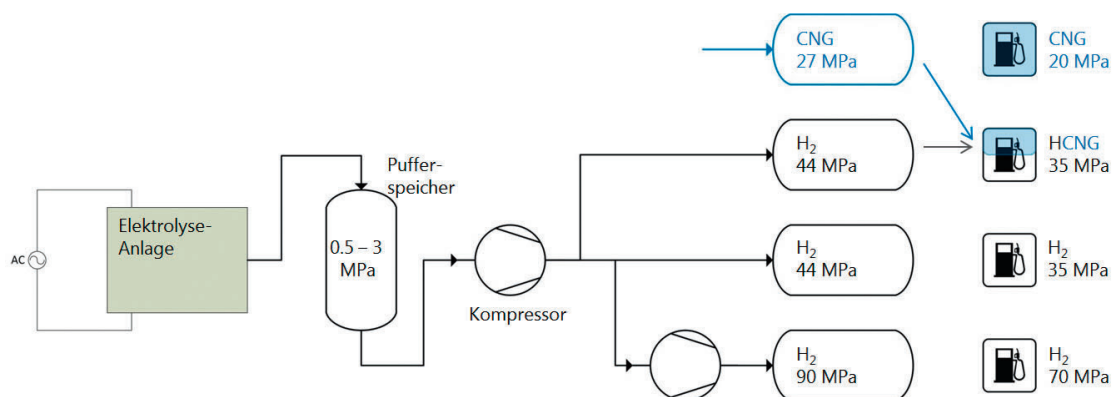 AC
Elektrolyse-
Anlage
Puffer-
speicher
0.5 – 3
MPa
Kompressor
CNG
27 MPa
CNG
20 MPa
H₂
44 MPa
HCNG
35 MPa
H₂
44 MPa
H₂
35 MPa
H₂
90 MPa
H₂
70 MPa